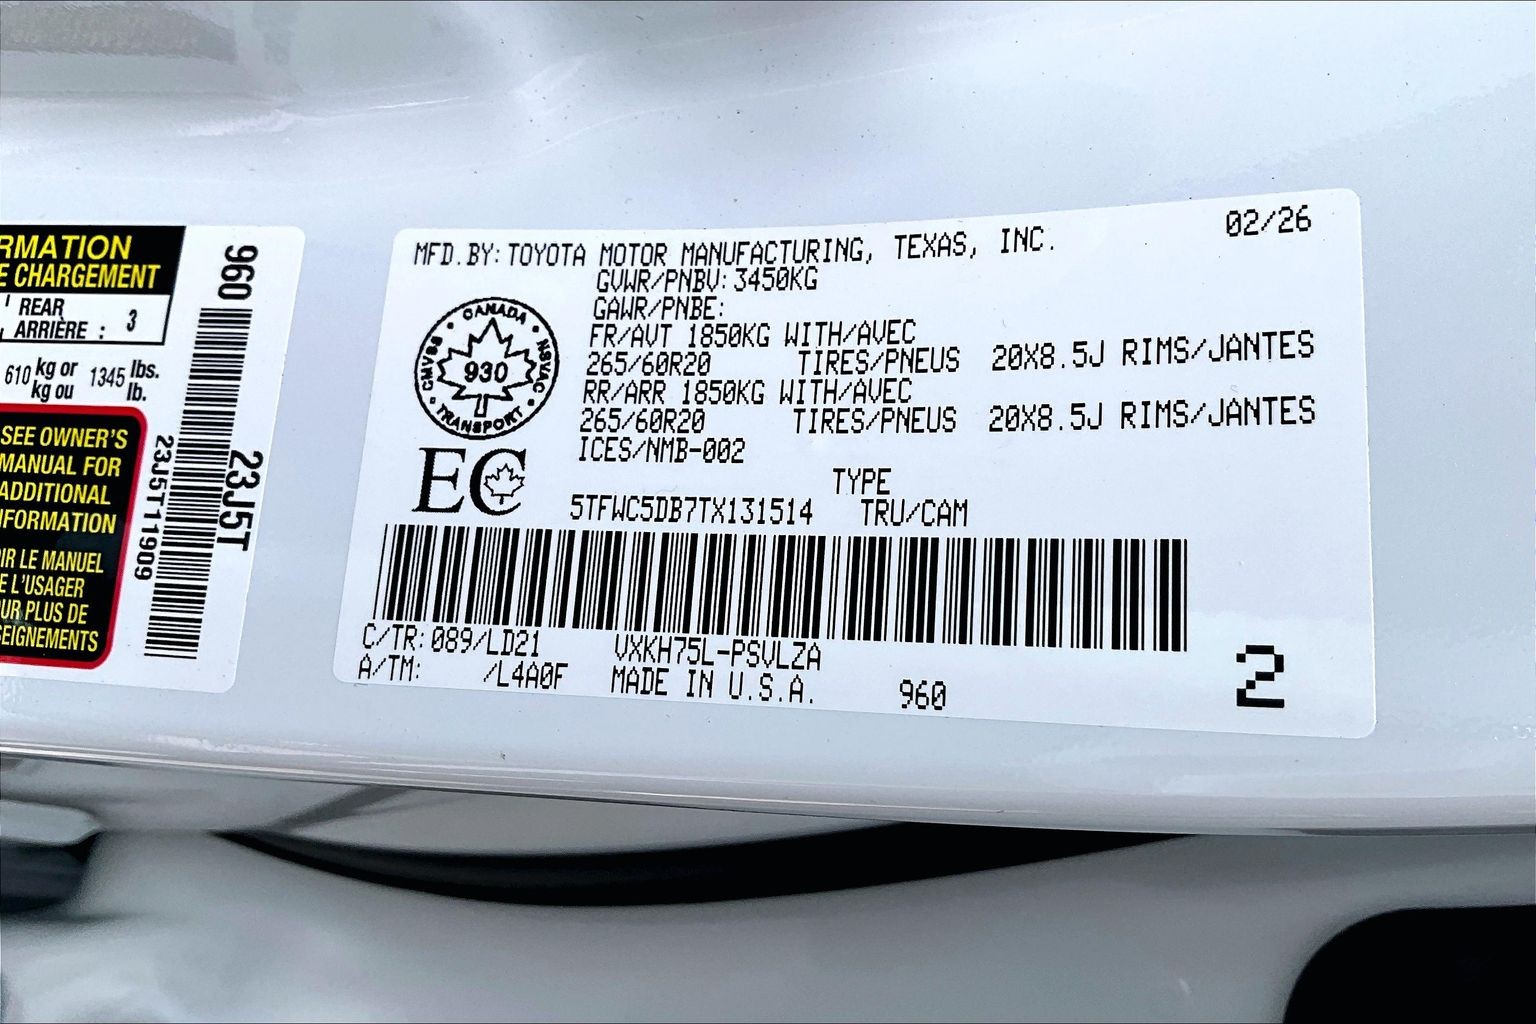 RMATION
E CHARGEMENT
REAR
ARRIÈRE : 3
610 kg or
kg ou 1345 lbs.
lb.
SEE OWNER'S
MANUAL FOR
ADDITIONAL
NFORMATION
IR LE MANUEL
E L'USAGER
UR PLUS DE
SEIGNEMENTS
960
23J5T
23J5T11909
MFD.BY: TOYOTA MOTOR MANUFACTURING, TEXAS, INC. 02/26
GVWR/PNBV: 3450KG
GAWR/PNBE:
FR/AVT 1850KG WITH/AVEC
265/60R20 TIRES/PNEUS 20X8.5J RIMS/JANTES
RR/ARR 1850KG WITH/AVEC
265/60R20 TIRES/PNEUS 20X8.5J RIMS/JANTES
ICES/NMB-002
CANADA
CMVSS
930
NSVAC
TRANSPORT
EC
TYPE
5TFWC5DB7TX131514 TRU/CAM
C/TR: 089/LD21 VXKH75L-PSVLZA
A/TM: /L4A0F MADE IN U.S.A. 960
2